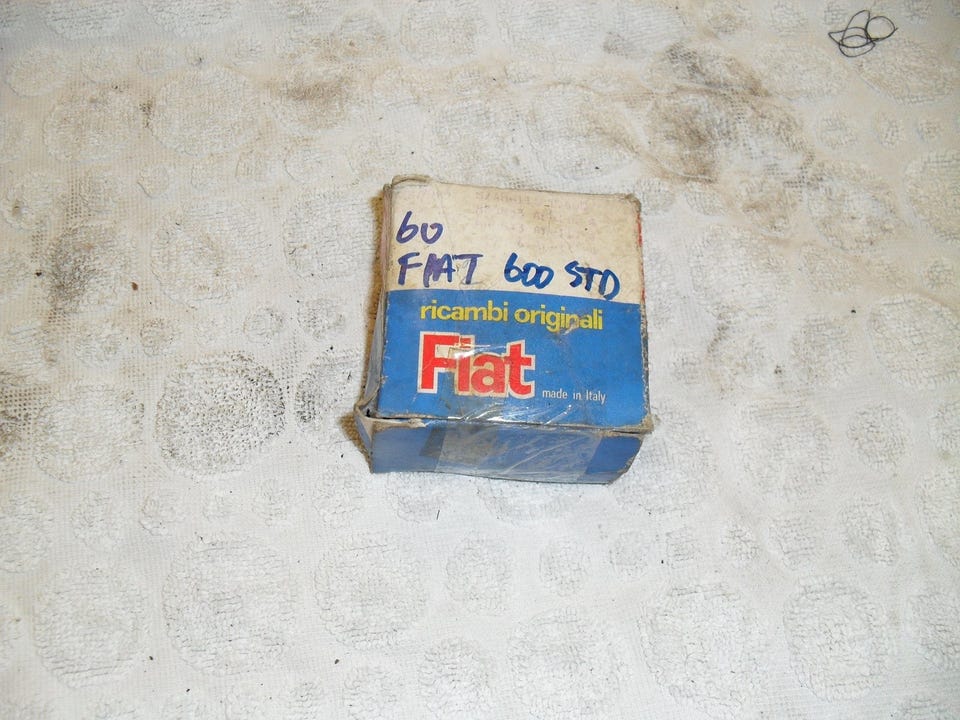 60
FIAT 600 STD
ricambi originali
Fiat
made in Italy